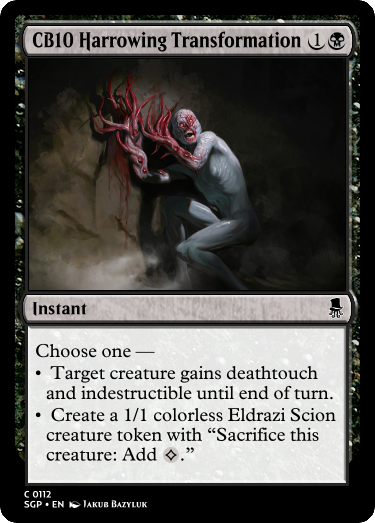 CB10 Harrowing Transformation 1
Instant
Choose one —
• Target creature gains deathtouch
and indestructible until end of turn.
• Create a 1/1 colorless Eldrazi Scion
creature token with “Sacrifice this
creature: Add .”
C 0112
SGP • EN Jakub Bazyluk